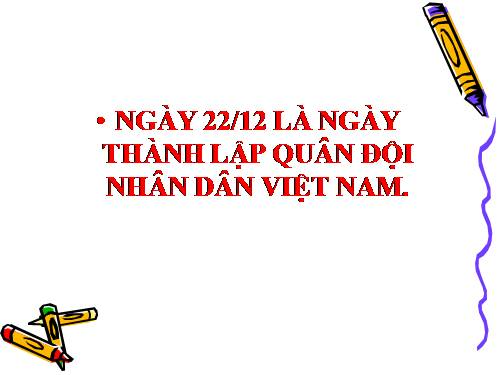 • NGÀY 22/12 LÀ NGÀY
THÀNH LẬP QUÂN ĐỘI
NHÂN DÂN VIỆT NAM.